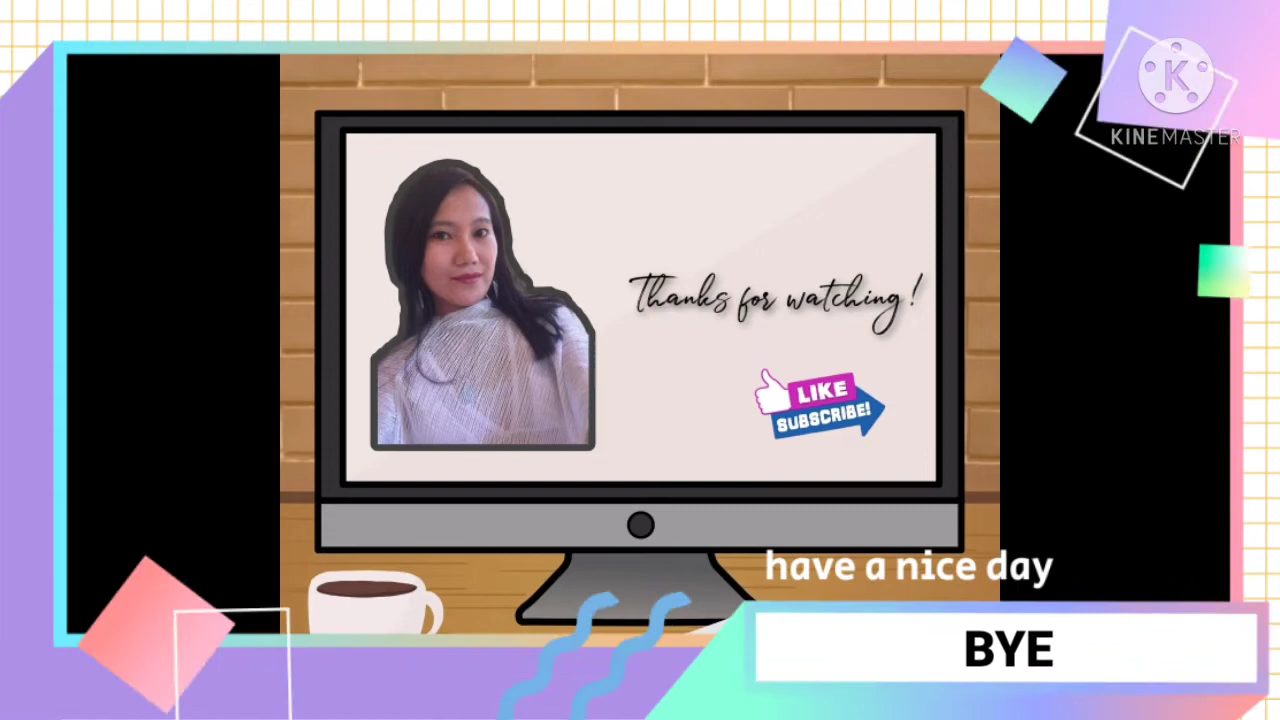 KINEMASTER
Thanks for watching!
LIKE
SUBSCRIBE!
have a nice day
BYE